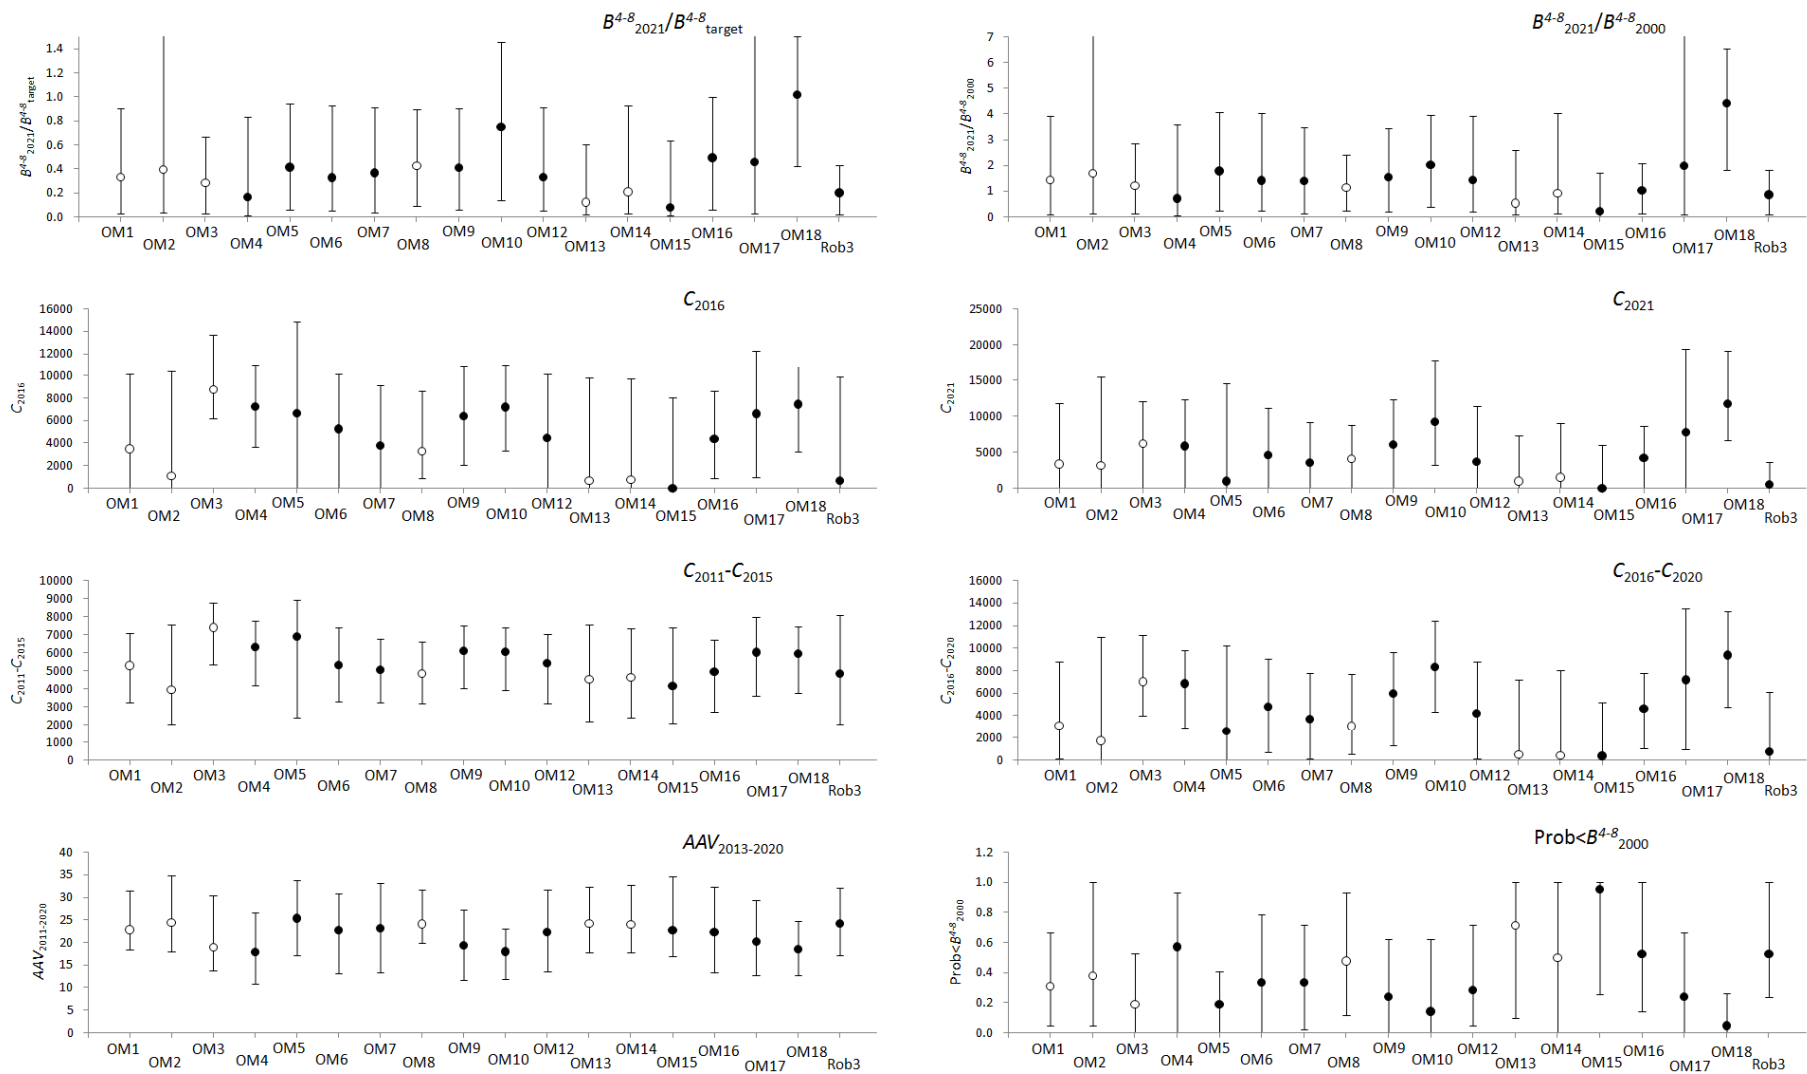 B⁴⁻⁸₂₀₂₁/B⁴⁻⁸target
B⁴⁻⁸₂₀₂₁/B⁴⁻⁸target
1.4
1.2
1.0
0.8
0.6
0.4
0.2
0.0
OM1 OM3 OM5 OM7 OM9 OM12 OM14 OM16 OM18
OM2 OM4 OM6 OM8 OM10 OM13 OM15 OM17 Rob3
B⁴⁻⁸₂₀₂₁/B⁴⁻⁸₂₀₀₀
B⁴⁻⁸₂₀₂₁/B⁴⁻⁸₂₀₀₀
7
6
5
4
3
2
1
0
OM1 OM3 OM5 OM7 OM9 OM12 OM14 OM16 OM18
OM2 OM4 OM6 OM8 OM10 OM13 OM15 OM17 Rob3
C₂₀₁₆
C₂₀₁₆
16000
14000
12000
10000
8000
6000
4000
2000
0
OM1 OM3 OM5 OM7 OM9 OM12 OM14 OM16 OM18
OM2 OM4 OM6 OM8 OM10 OM13 OM15 OM17 Rob3
C₂₀₂₁
C₂₀₂₁
25000
20000
15000
10000
5000
0
OM1 OM3 OM5 OM7 OM9 OM12 OM14 OM16 OM18
OM2 OM4 OM6 OM8 OM10 OM13 OM15 OM17 Rob3
C₂₀₁₁-C₂₀₁₅
C₂₀₁₁-C₂₀₁₅
10000
9000
8000
7000
6000
5000
4000
3000
2000
1000
0
OM1 OM3 OM5 OM7 OM9 OM12 OM14 OM16 OM18
OM2 OM4 OM6 OM8 OM10 OM13 OM15 OM17 Rob3
C₂₀₁₆-C₂₀₂₀
C₂₀₁₆-C₂₀₂₀
16000
14000
12000
10000
8000
6000
4000
2000
0
OM1 OM3 OM5 OM7 OM9 OM12 OM14 OM16 OM18
OM2 OM4 OM6 OM8 OM10 OM13 OM15 OM17 Rob3
AAV₂₀₁₃₋₂₀₂₀
AAV₂₀₁₁₋₂₀₂₀
40
35
30
25
20
15
10
5
0
OM1 OM3 OM5 OM7 OM9 OM12 OM14 OM16 OM18
OM2 OM4 OM6 OM8 OM10 OM13 OM15 OM17 Rob3
Prob<B⁴⁻⁸₂₀₀₀
Prob<B⁴⁻⁸₂₀₀₀
1.2
1.0
0.8
0.6
0.4
0.2
0.0
OM1 OM3 OM5 OM7 OM9 OM12 OM14 OM16 OM18
OM2 OM4 OM6 OM8 OM10 OM13 OM15 OM17 Rob3